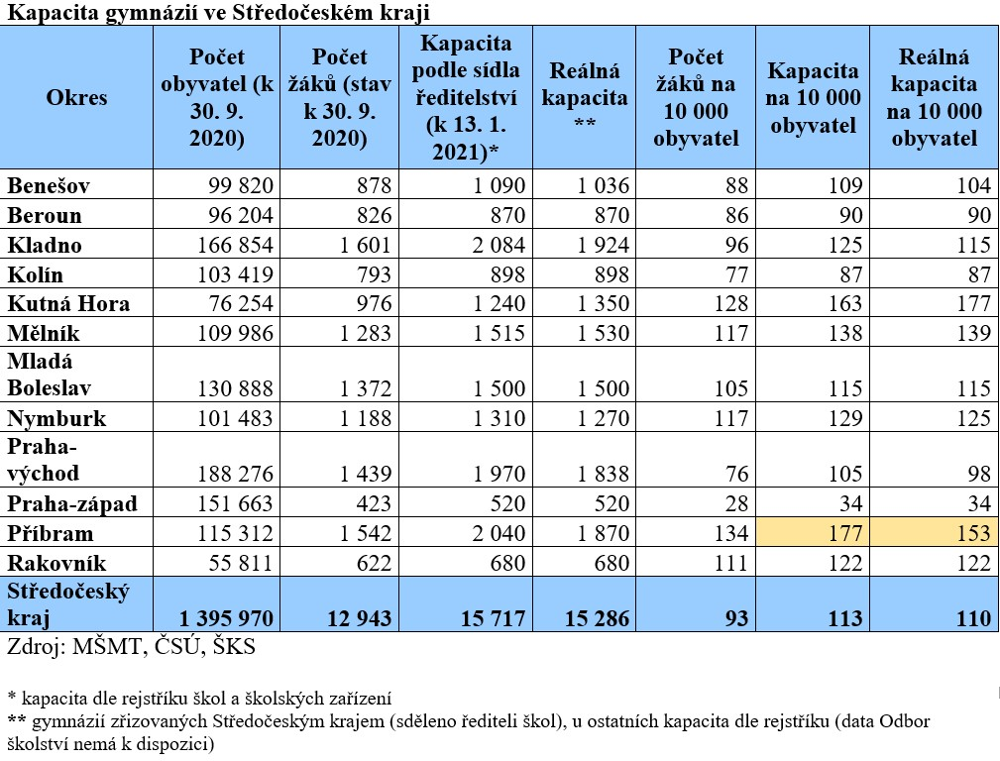 Kapacita gymnázií ve Středočeském kraji
Okres | Počet obyvatel (k 30. 9. 2020) | Počet žáků (stav k 30. 9. 2020) | Kapacita podle sídla ředitelství (k 13. 1. 2021)* | Reálná kapacita ** | Počet žáků na 10 000 obyvatel | Kapacita na 10 000 obyvatel | Reálná kapacita na 10 000 obyvatel
Benešov | 99 820 | 878 | 1 090 | 1 036 | 88 | 109 | 104
Beroun | 96 204 | 826 | 870 | 870 | 86 | 90 | 90
Kladno | 166 854 | 1 601 | 2 084 | 1 924 | 96 | 125 | 115
Kolín | 103 419 | 793 | 898 | 898 | 77 | 87 | 87
Kutná Hora | 76 254 | 976 | 1 240 | 1 350 | 128 | 163 | 177
Mělník | 109 986 | 1 283 | 1 515 | 1 530 | 117 | 138 | 139
Mladá Boleslav | 130 888 | 1 372 | 1 500 | 1 500 | 105 | 115 | 115
Nymburk | 101 483 | 1 188 | 1 310 | 1 270 | 117 | 129 | 125
Praha-východ | 188 276 | 1 439 | 1 970 | 1 838 | 76 | 105 | 98
Praha-západ | 151 663 | 423 | 520 | 520 | 28 | 34 | 34
Příbram | 115 312 | 1 542 | 2 040 | 1 870 | 134 | 177 | 153
Rakovník | 55 811 | 622 | 680 | 680 | 111 | 122 | 122
Středočeský kraj | 1 395 970 | 12 943 | 15 717 | 15 286 | 93 | 113 | 110
Zdroj: MŠMT, ČSÚ, ŠKS
* kapacita dle rejstříku škol a školských zařízení
** gymnázií zřizovaných Středočeským krajem (sděleno řediteli škol), u ostatních kapacita dle rejstříku (data Odbor
školství nemá k dispozici)